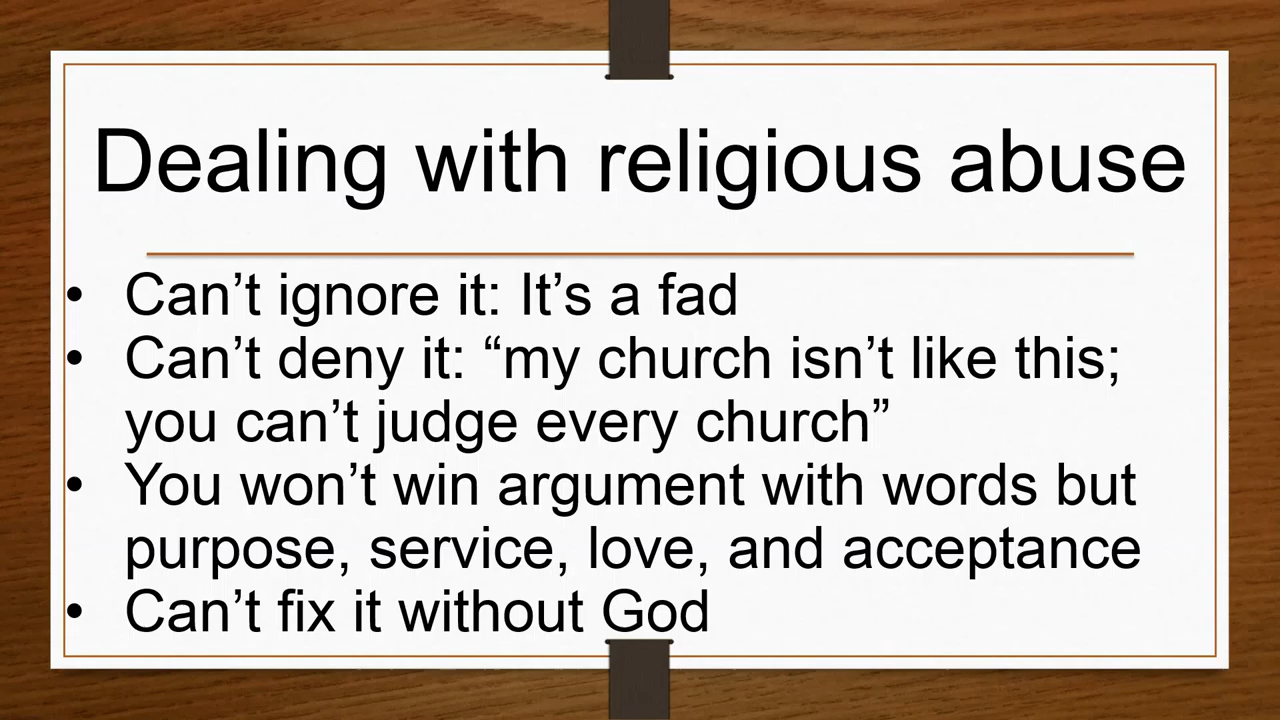 Dealing with religious abuse
• Can’t ignore it: It’s a fad
• Can’t deny it: “my church isn’t like this;
you can’t judge every church”
• You won’t win argument with words but
purpose, service, love, and acceptance
• Can’t fix it without God